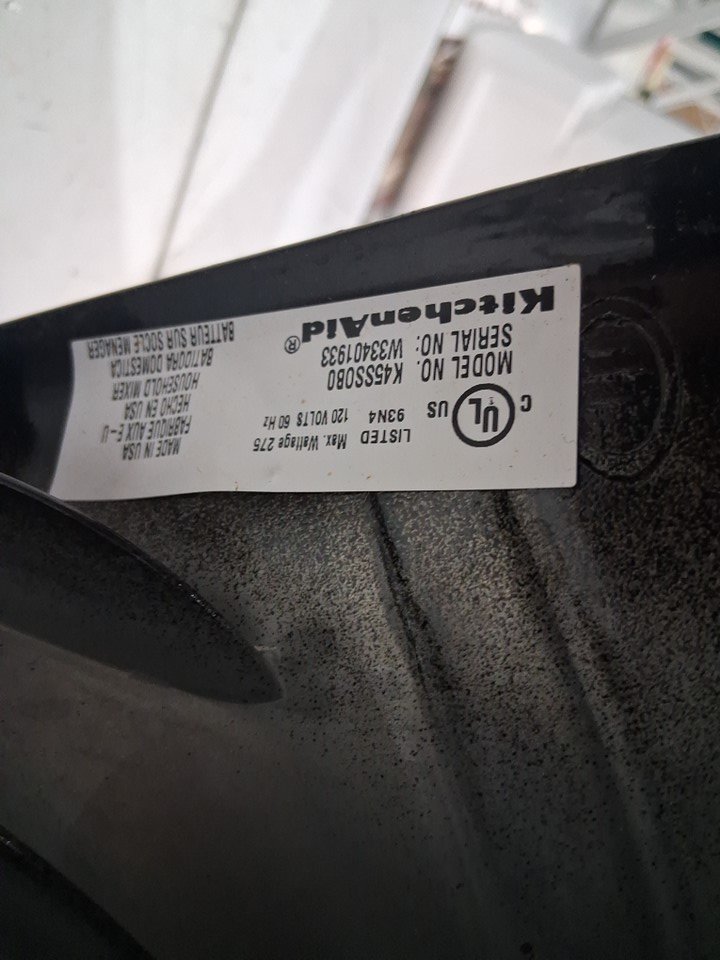 KitchenAid®
MODEL NO. K45SSOB0
SERIAL NO: W33401933
C UL US
LISTED
93N4
Max. Wattage 275
120 VOLTS 60 Hz
BATTEUR SUR SOCLE MENAGER
BATIDORA DOMESTICA
HOUSEHOLD MIXER
HECHO EN USA
FABRIQUE AUX E-U
MADE IN USA